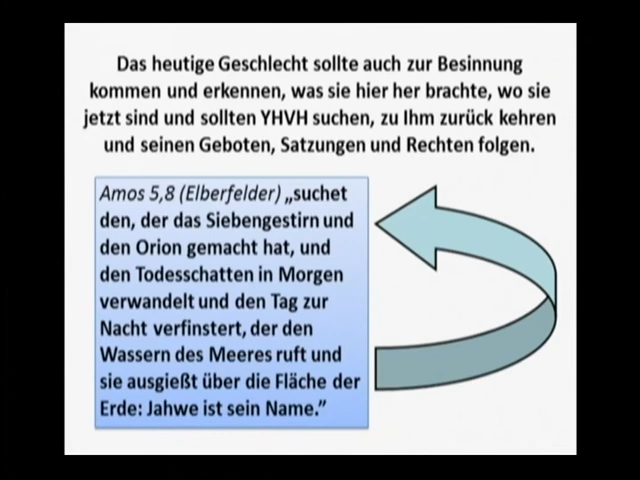 Das heutige Geschlecht sollte auch zur Besinnung
kommen und erkennen, was sie hier her brachte, wo sie
jetzt sind und sollten YHVH suchen, zu Ihm zurück kehren
und seinen Geboten, Satzungen und Rechten folgen.
Amos 5,8 (Elberfelder) „suchet
den, der das Siebengestirn und
den Orion gemacht hat, und
den Todesschatten in Morgen
verwandelt und den Tag zur
Nacht verfinstert, der den
Wassern des Meeres ruft und
sie ausgießt über die Fläche der
Erde: Jahwe ist sein Name.”